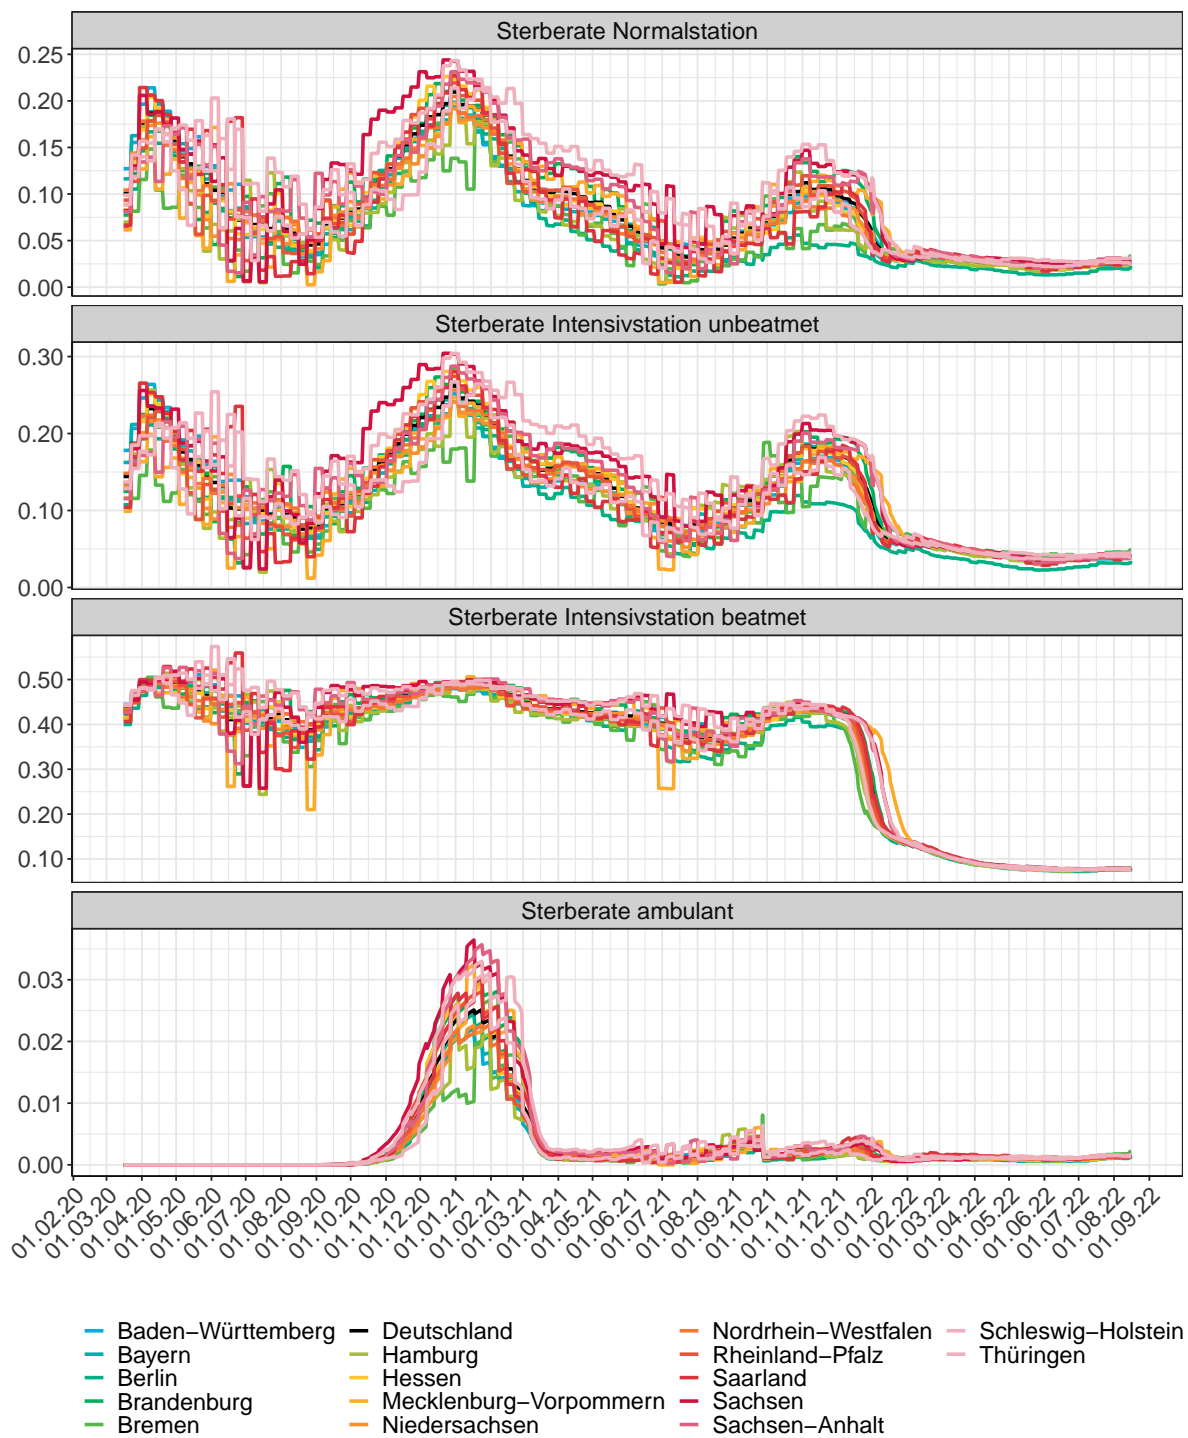 Sterberate Normalstation
0.25
0.20
0.15
0.10
0.05
0.00
Sterberate Intensivstation unbeatmet
0.30
0.20
0.10
0.00
Sterberate Intensivstation beatmet
0.50
0.40
0.30
0.20
0.10
Sterberate ambulant
0.03
0.02
0.01
0.00
01.02.20 01.03.20 01.04.20 01.05.20 01.06.20 01.07.20 01.08.20 01.09.20 01.10.20 01.11.20 01.12.20 01.01.21 01.02.21 01.03.21 01.04.21 01.05.21 01.06.21 01.07.21 01.08.21 01.09.21 01.10.21 01.11.21 01.12.21 01.01.22 01.02.22 01.03.22 01.04.22 01.05.22 01.06.22 01.07.22 01.08.22 01.09.22
Baden−Württemberg Deutschland Nordrhein−Westfalen Schleswig−Holstein
Bayern Hamburg Rheinland−Pfalz Thüringen
Berlin Hessen Saarland
Brandenburg Mecklenburg−Vorpommern Sachsen
Bremen Niedersachsen Sachsen−Anhalt